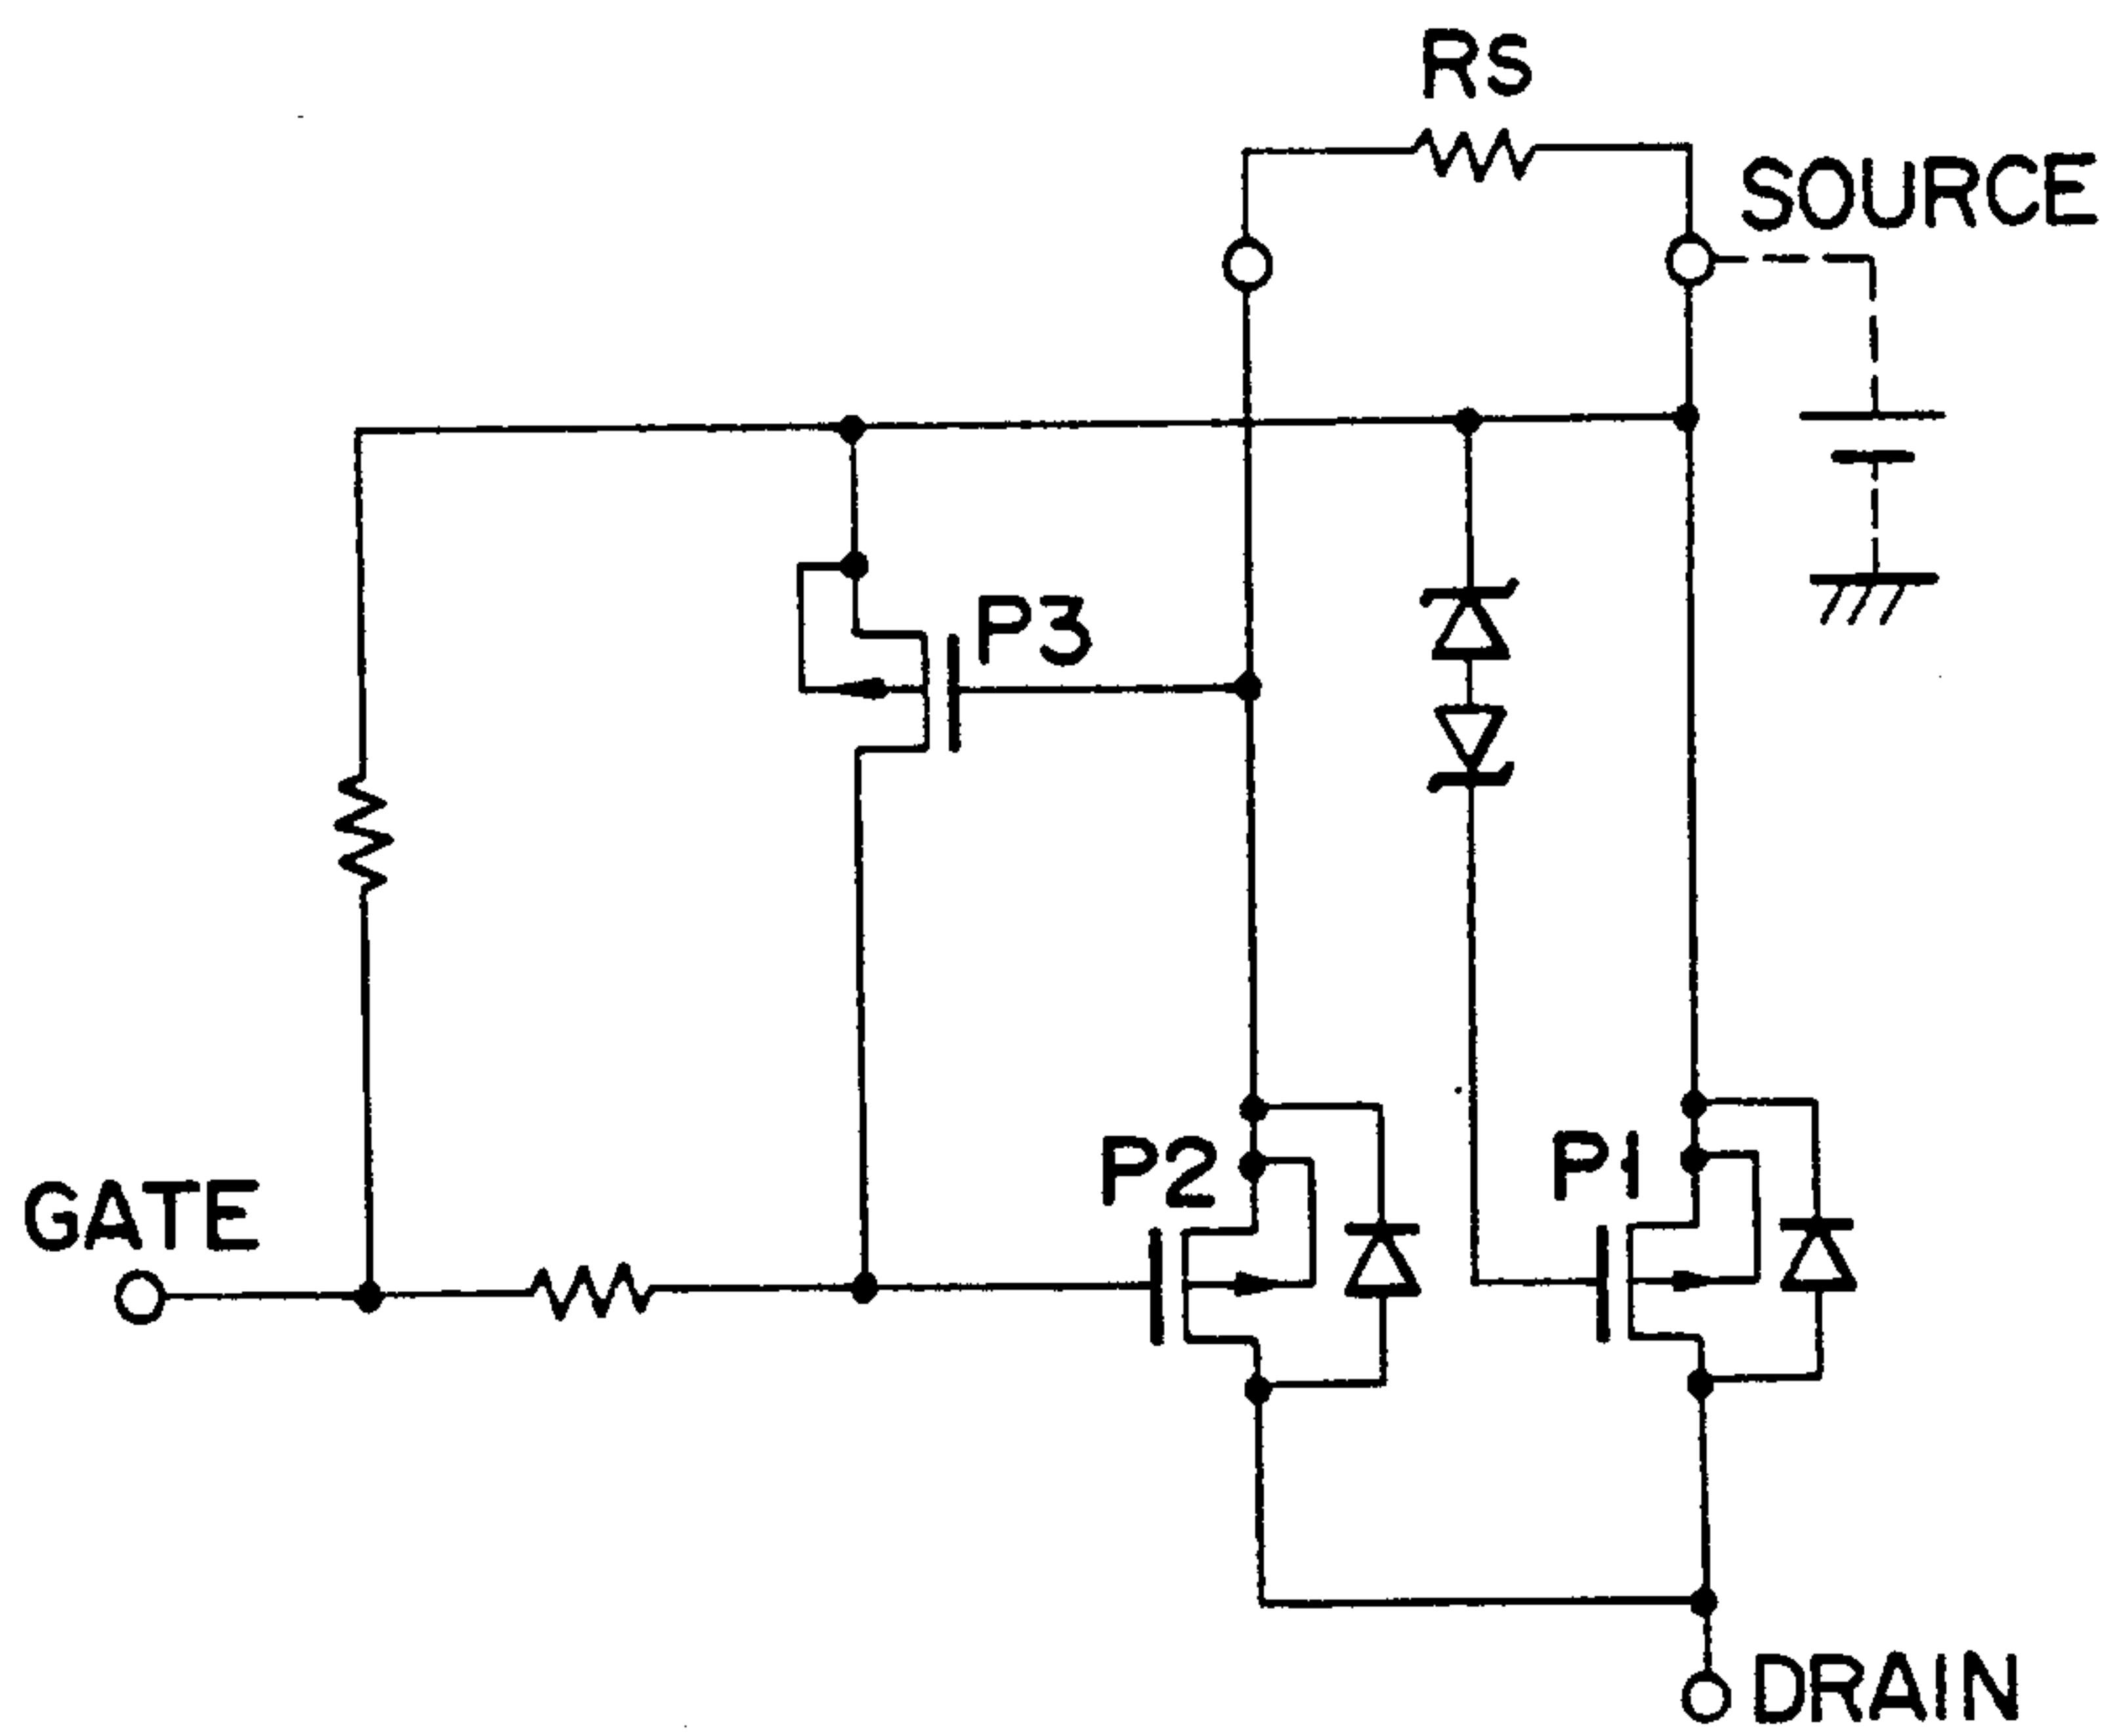 RS
SOURCE
P3
P2
P1
GATE
DRAIN